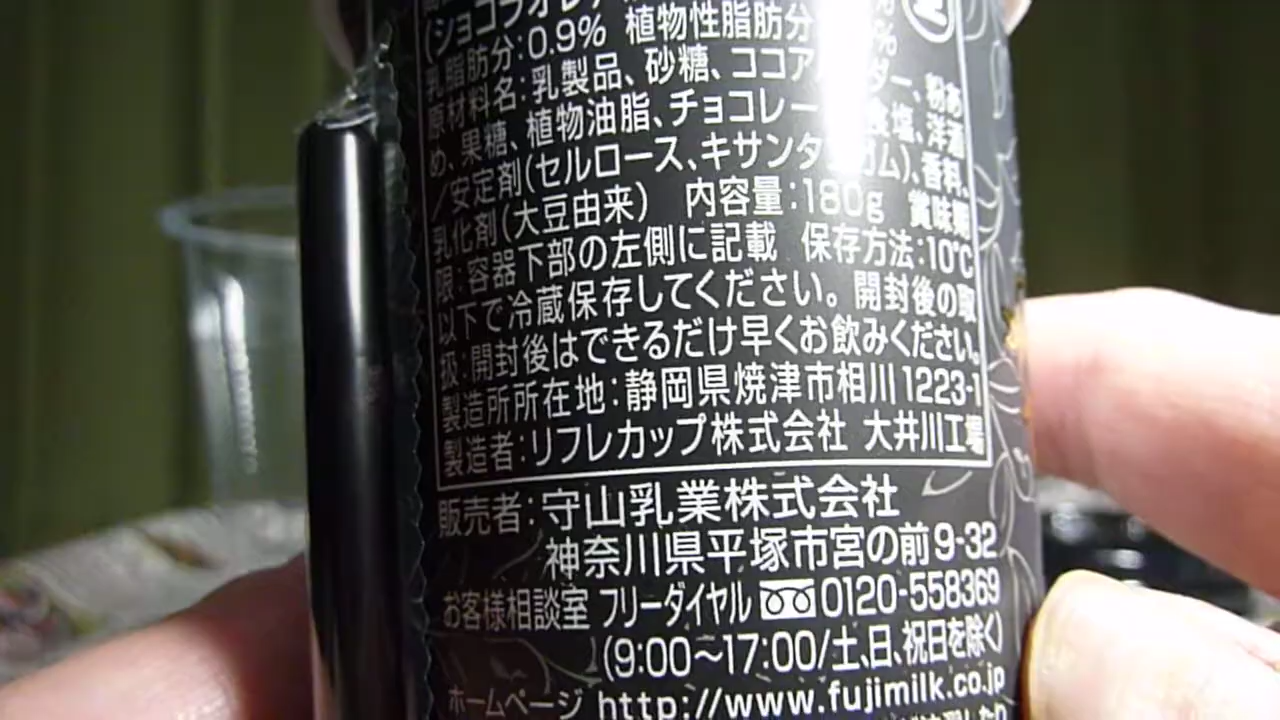 (ショコラオレ
乳脂肪分:0.9% 植物性脂肪分 %
原材料名:乳製品、砂糖、ココア ダー、粉あ
め、果糖、植物油脂、チョコレー 食塩、洋酒
/安定剤(セルロース、キサンタンガム)、香料、
乳化剤(大豆由来) 内容量:180g 賞味期
限:容器下部の左側に記載 保存方法:10℃
以下で冷蔵保存してください。開封後の取
扱:開封後はできるだけ早くお飲みください。
製造所所在地:静岡県焼津市相川1223-1
製造者:リフレカップ株式会社 大井川工場
販売者:守山乳業株式会社
神奈川県平塚市宮の前9-32
お客様相談室 フリーダイヤル 0120-558369
(9:00~17:00/土、日、祝日を除く)
ホームページ http://www.fujimilk.co.jp